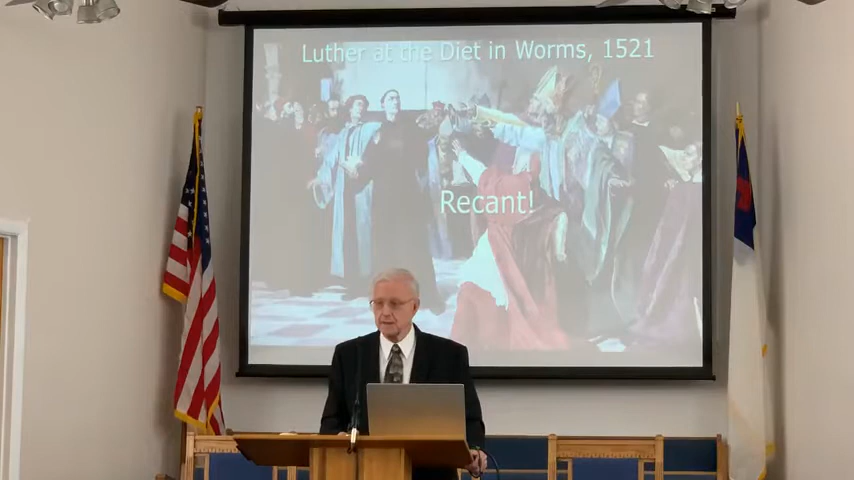 Luther at the Diet in Worms, 1521
Recant!